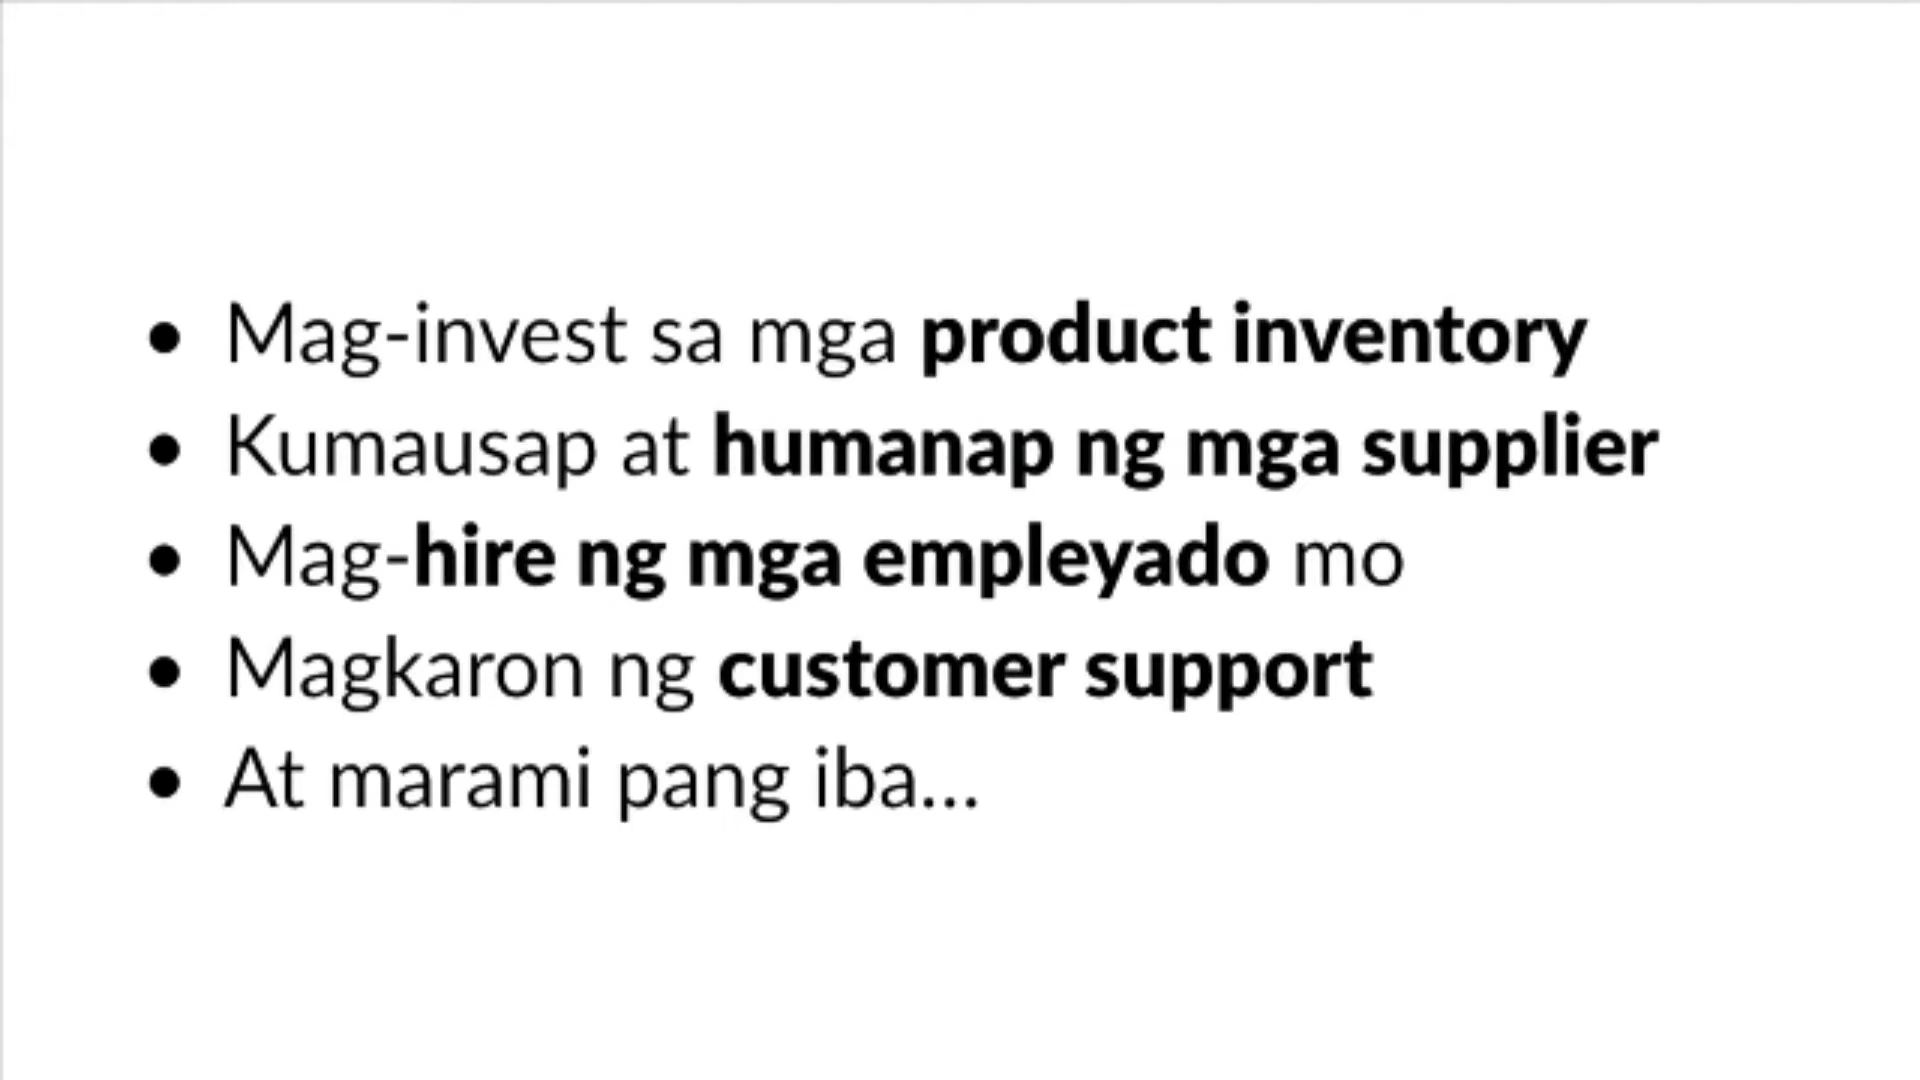 • Mag-invest sa mga product inventory
• Kumausap at humanap ng mga supplier
• Mag-hire ng mga empleyado mo
• Magkaron ng customer support
• At marami pang iba...